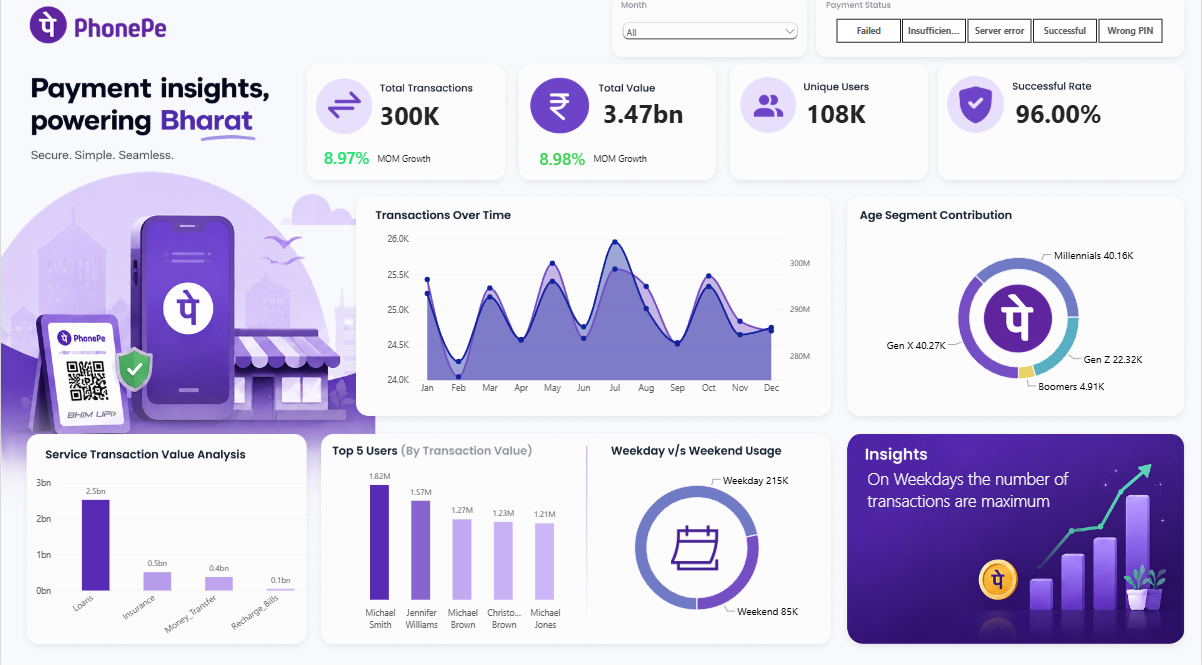 पे PhonePe
Month
All
Payment Status
Failed
Insufficien...
Server error
Successful
Wrong PIN
Payment insights,
powering Bharat
Secure. Simple. Seamless.
Total Transactions
300K
8.97% MOM Growth
Total Value
₹
3.47bn
8.98% MOM Growth
Unique Users
108K
Successful Rate
96.00%
पे
पे PhonePe
BHIM UPI
Transactions Over Time
26.0K
25.5K
25.0K
24.5K
24.0K
300M
290M
280M
Jan Feb Mar Apr May Jun Jul Aug Sep Oct Nov Dec
Age Segment Contribution
Millennials 40.16K
Gen X 40.27K
पे
Gen Z 22.32K
Boomers 4.91K
Service Transaction Value Analysis
3bn
2bn
1bn
0bn
2.5bn
0.5bn
0.4bn
0.1bn
Loans
Insurance
Money_Transfer
Recharge_Bills
Top 5 Users (By Transaction Value)
1.82M
1.57M
1.27M
1.23M
1.21M
Michael Smith
Jennifer Williams
Michael Brown
Christo... Brown
Michael Jones
Weekday v/s Weekend Usage
Weekday 215K
Weekend 85K
Insights
On Weekdays the number of
transactions are maximum
पे